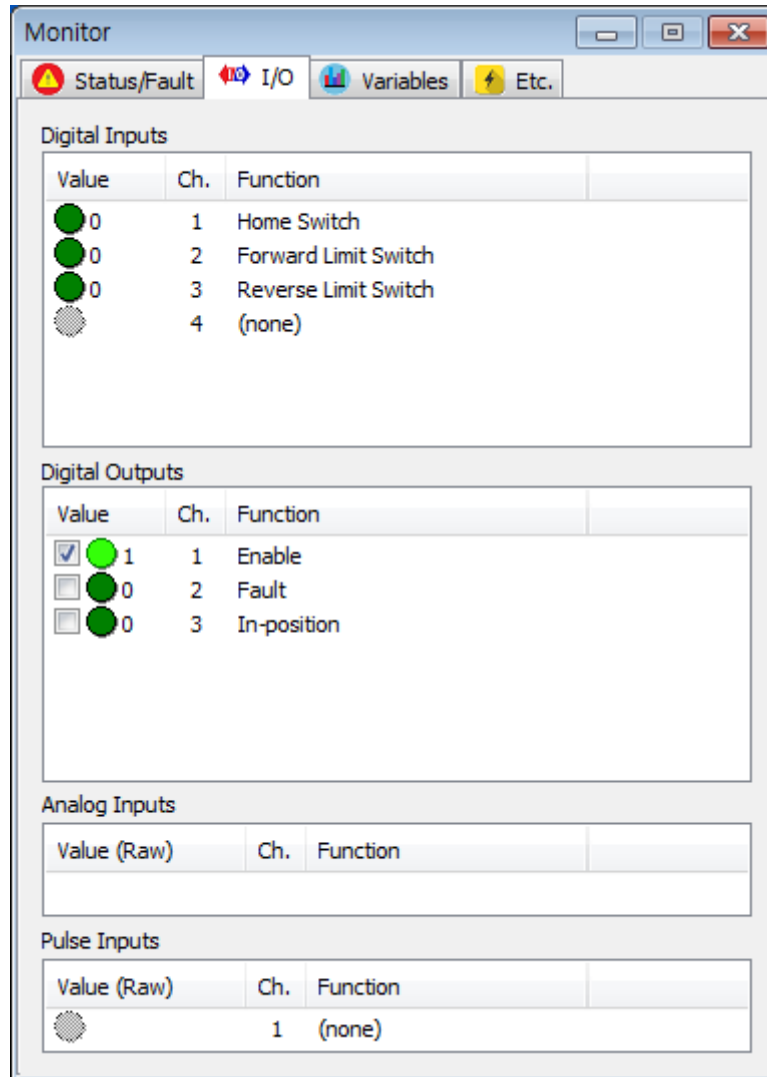 Monitor
Status/Fault I/O Variables Etc.
Digital Inputs
Value Ch. Function
0 1 Home Switch
0 2 Forward Limit Switch
0 3 Reverse Limit Switch
4 (none)
Digital Outputs
Value Ch. Function
1 1 Enable
0 2 Fault
0 3 In-position
Analog Inputs
Value (Raw) Ch. Function
Pulse Inputs
Value (Raw) Ch. Function
1 (none)